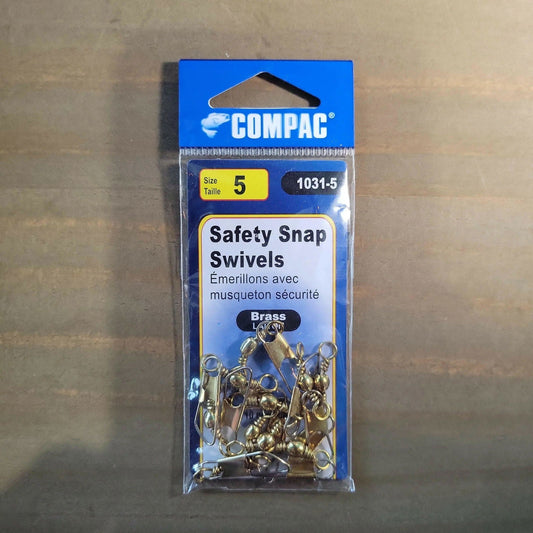 COMPAC®
Size
Taille
5
1031-5
Safety Snap
Swivels
Émerillons avec
musqueton sécurité
Brass